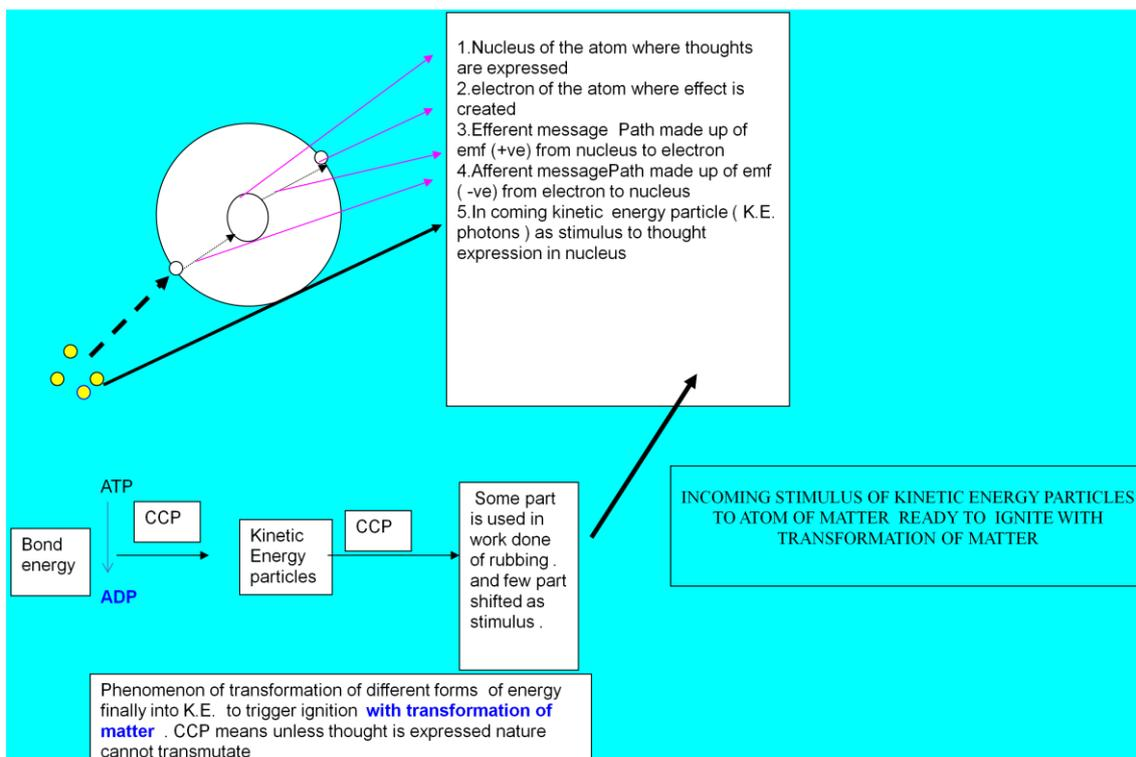 1.Nucleus of the atom where thoughts
are expressed
2.electron of the atom where effect is
created
3.Efferent message  Path made up of
emf (+ve) from nucleus to electron
4.Afferent messagePath made up of emf
( -ve) from electron to nucleus
5.In coming kinetic energy particle ( K.E.
photons ) as stimulus to thought
expression in nucleus
ATP
CCP
Bond
energy
ADP
Kinetic
Energy
particles
CCP
Some part
is used in
work done
of rubbing .
and few part
shifted as
stimulus .
INCOMING STIMULUS OF KINETIC ENERGY PARTICLES
TO ATOM OF MATTER  READY TO  IGNITE WITH
TRANSFORMATION OF MATTER
Phenomenon of transformation of different forms  of energy
finally into K.E.  to trigger ignition  with transformation of
matter  . CCP means unless thought is expressed nature
cannot transmutate